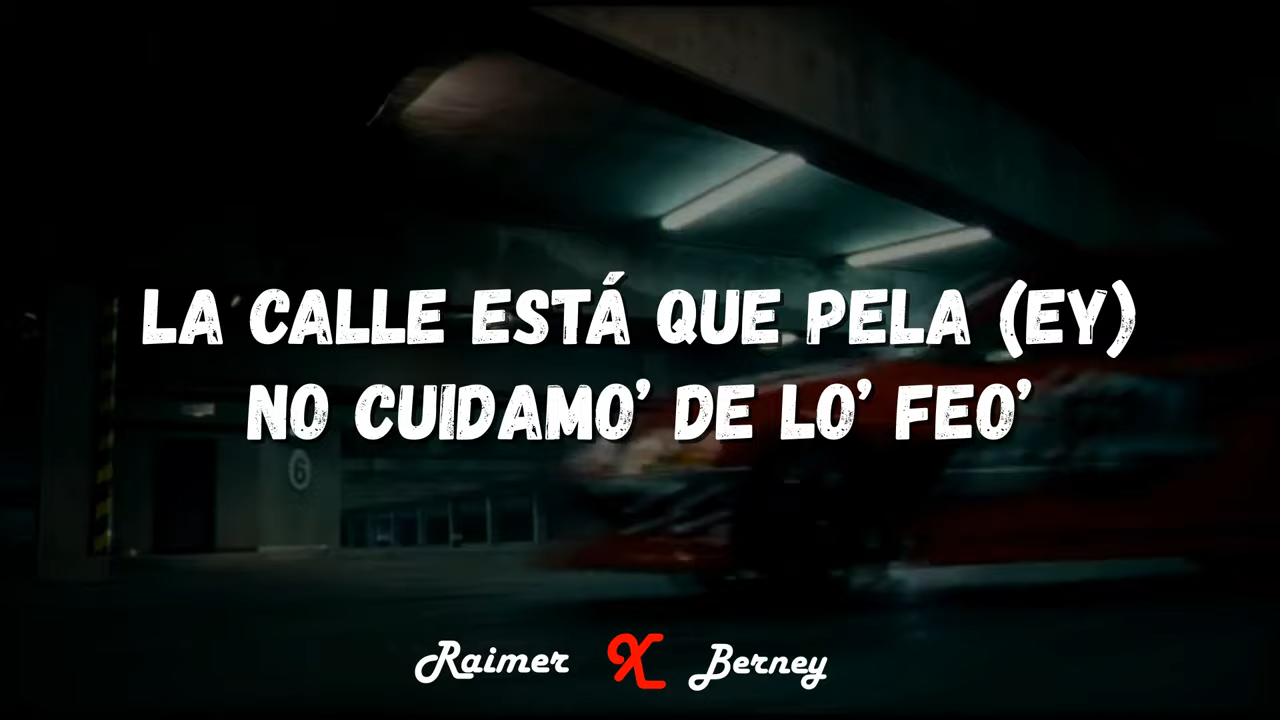 LA CALLE ESTÁ QUE PELA (EY)
NO CUIDAMO' DE LO' FEO'
6
Raimer X Berney